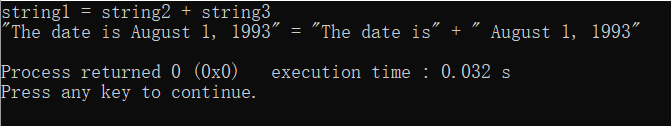 string1 = string2 + string3
"The date is August 1, 1993" = "The date is" + " August 1, 1993"
Process returned 0 (0x0)   execution time : 0.032 s
Press any key to continue.